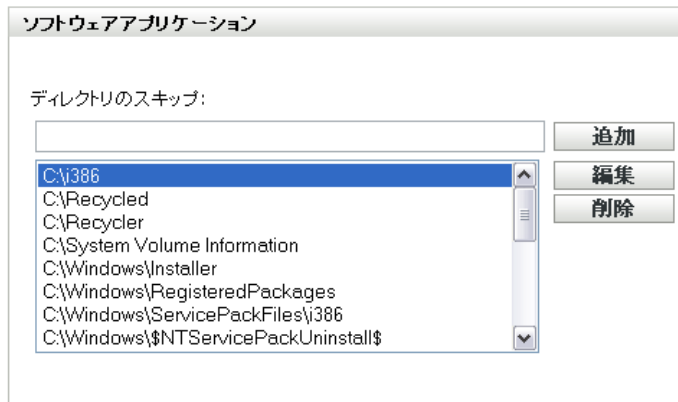 ソフトウェアアプリケーション
ディレクトリのスキップ:
追加
C:\i386
C:\Recycled
C:\Recycler
C:\System Volume Information
C:\Windows\Installer
C:\Windows\RegisteredPackages
C:\Windows\ServicePackFiles\i386
C:\Windows\$NTServicePackUninstall$
編集
削除